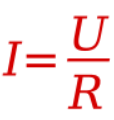 I = U/R